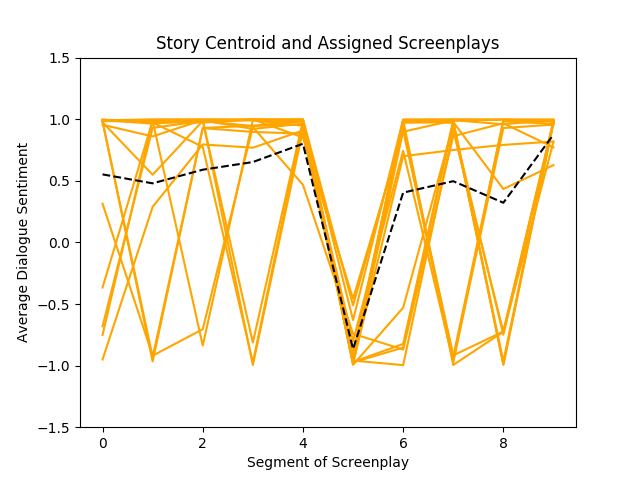 Story Centroid and Assigned Screenplays
1.5
1.0
0.5
0.0
−0.5
−1.0
−1.5
Average Dialogue Sentiment
0 2 4 6 8
Segment of Screenplay